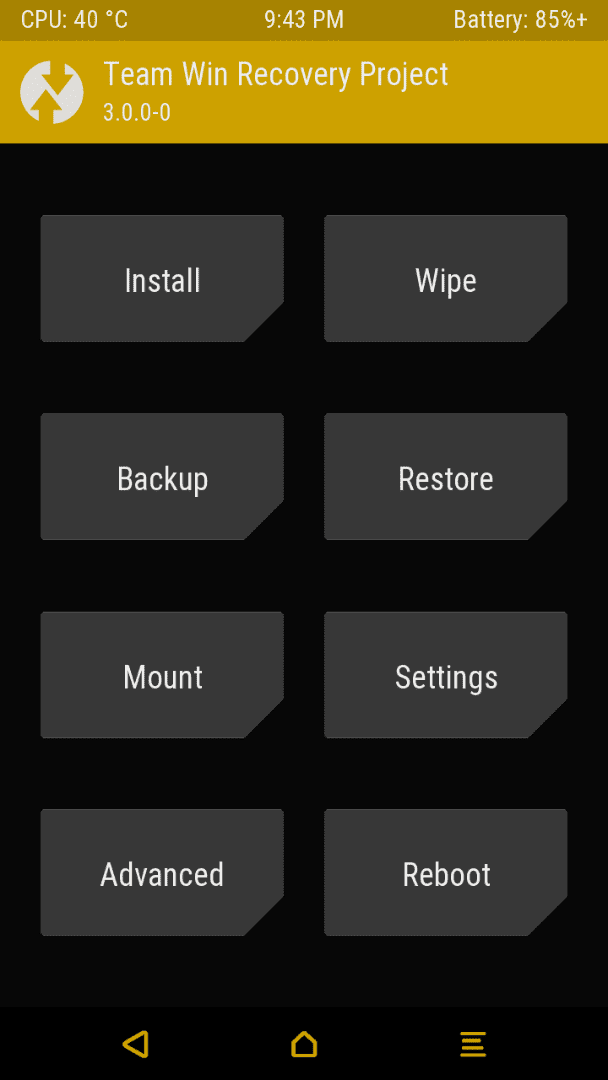 CPU: 40 °C 9:43 PM Battery: 85%+
Team Win Recovery Project
3.0.0-0
Install Wipe
Backup Restore
Mount Settings
Advanced Reboot